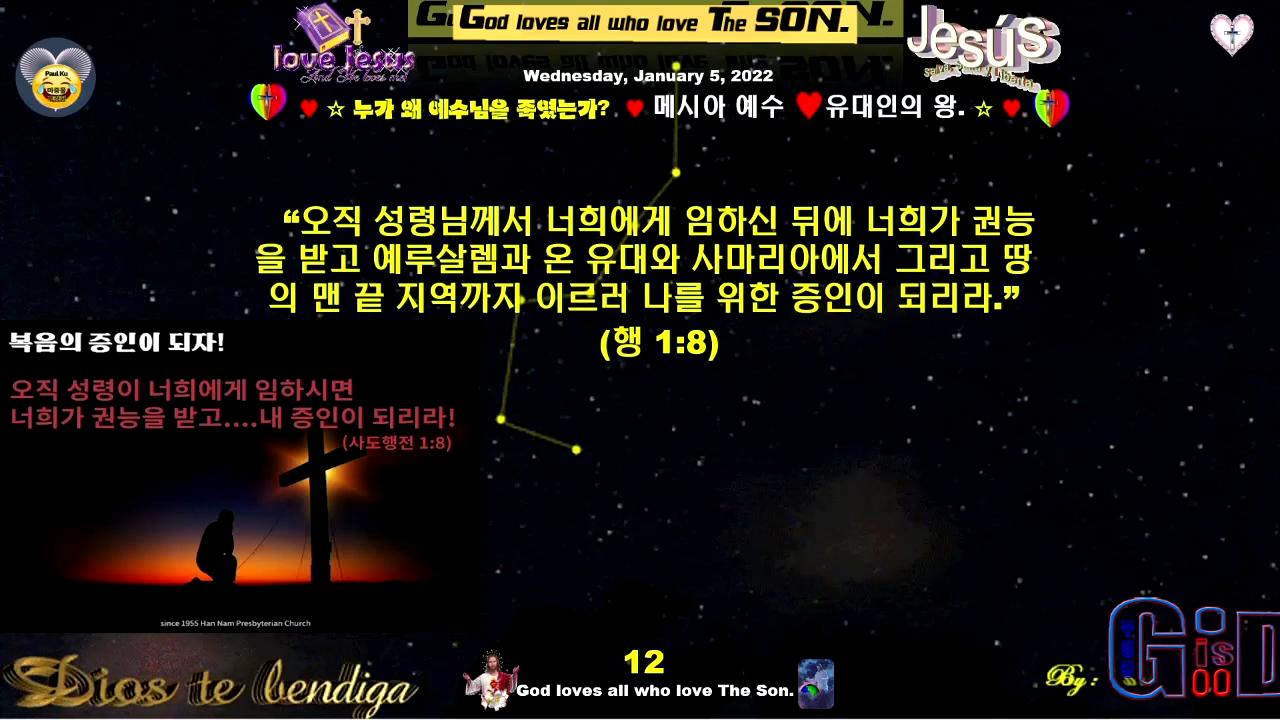 God loves all who love The SON.
love Jesus
And He loves me!
Jesús
Wednesday, January 5, 2022
Paul Ku
☆ 누가 왜 예수님을 죽였는가? 메시아 예수 유대인의 왕. ☆
“오직 성령님께서 너희에게 임하신 뒤에 너희가 권능
을 받고 예루살렘과 온 유대와 사마리아에서 그리고 땅
의 맨 끝 지역까지 이르러 나를 위한 증인이 되리라.”
(행 1:8)
복음의 증인이 되자!
오직 성령이 너희에게 임하시면
너희가 권능을 받고....내 증인이 되리라!
(사도행전 1:8)
since 1955 Han Nam Presbyterian Church
Dios te bendiga
12
God loves all who love The Son.
By:
G is D